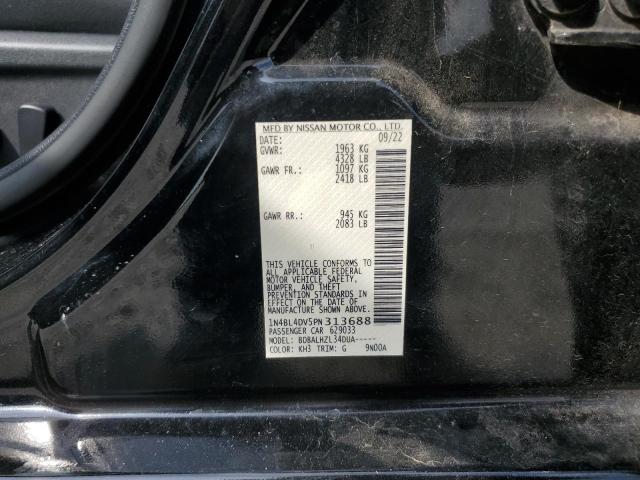 MFD BY NISSAN MOTOR CO., LTD.
DATE: 09/22
GVWR: 1963 KG
4328 LB
GAWR FR.: 1097 KG
2418 LB
GAWR RR.: 945 KG
2083 LB
THIS VEHICLE CONFORMS TO
ALL APPLICABLE FEDERAL
MOTOR VEHICLE SAFETY,
BUMPER, AND THEFT
PREVENTION STANDARDS
IN EFFECT ON THE DATE OF
MANUFACTURE SHOWN ABOVE.
1N4BL4DV5PN313688
PASSENGER CAR 629033
MODEL: BDBALHZL34DUA-----
COLOR: KH3 TRIM: G 9N00A